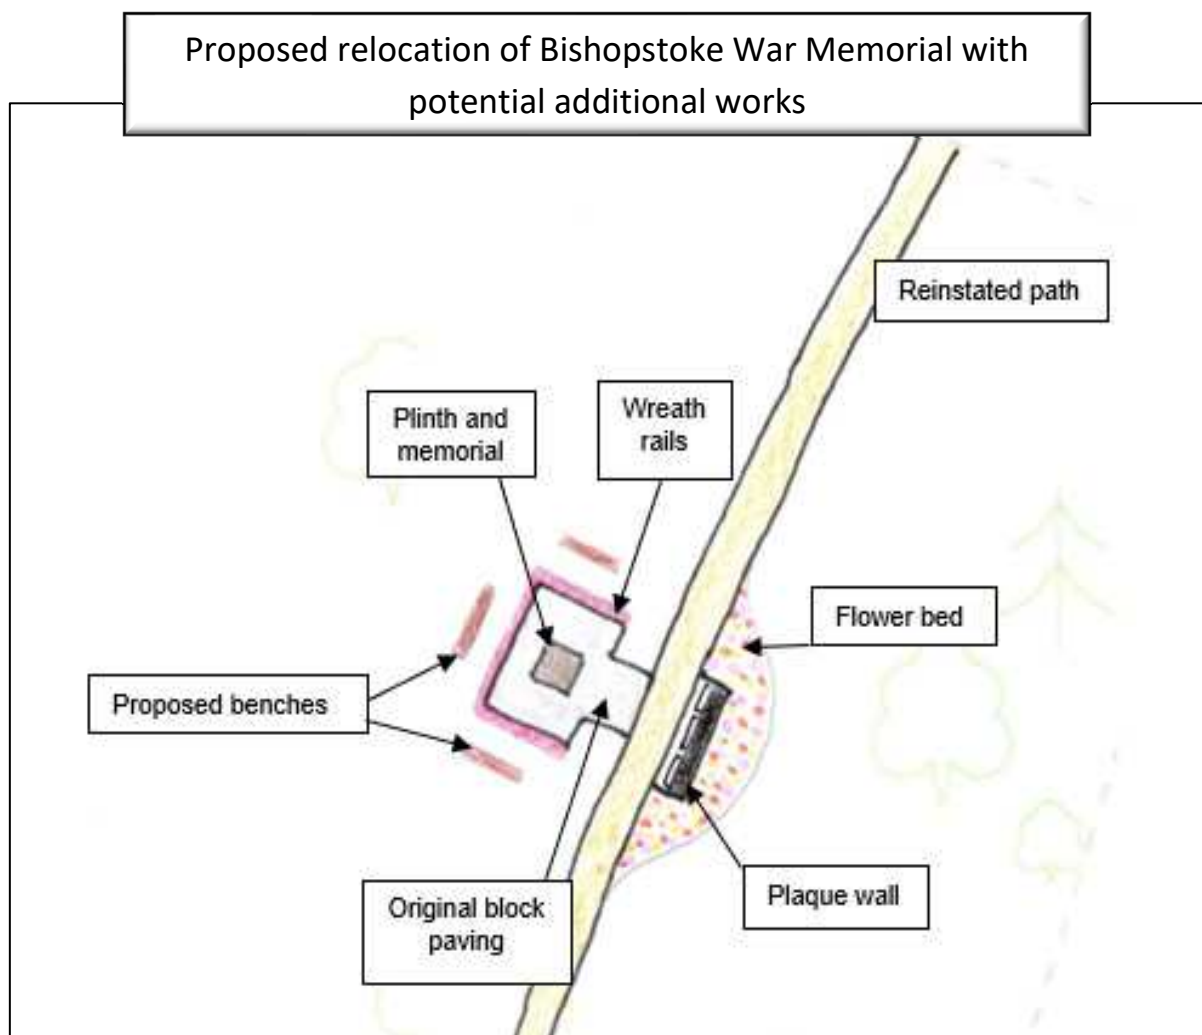 Proposed relocation of Bishopstoke War Memorial with
potential additional works
Reinstated path
Plinth and
memorial
Wreath
rails
Flower bed
Proposed benches
Original block
paving
Plaque wall